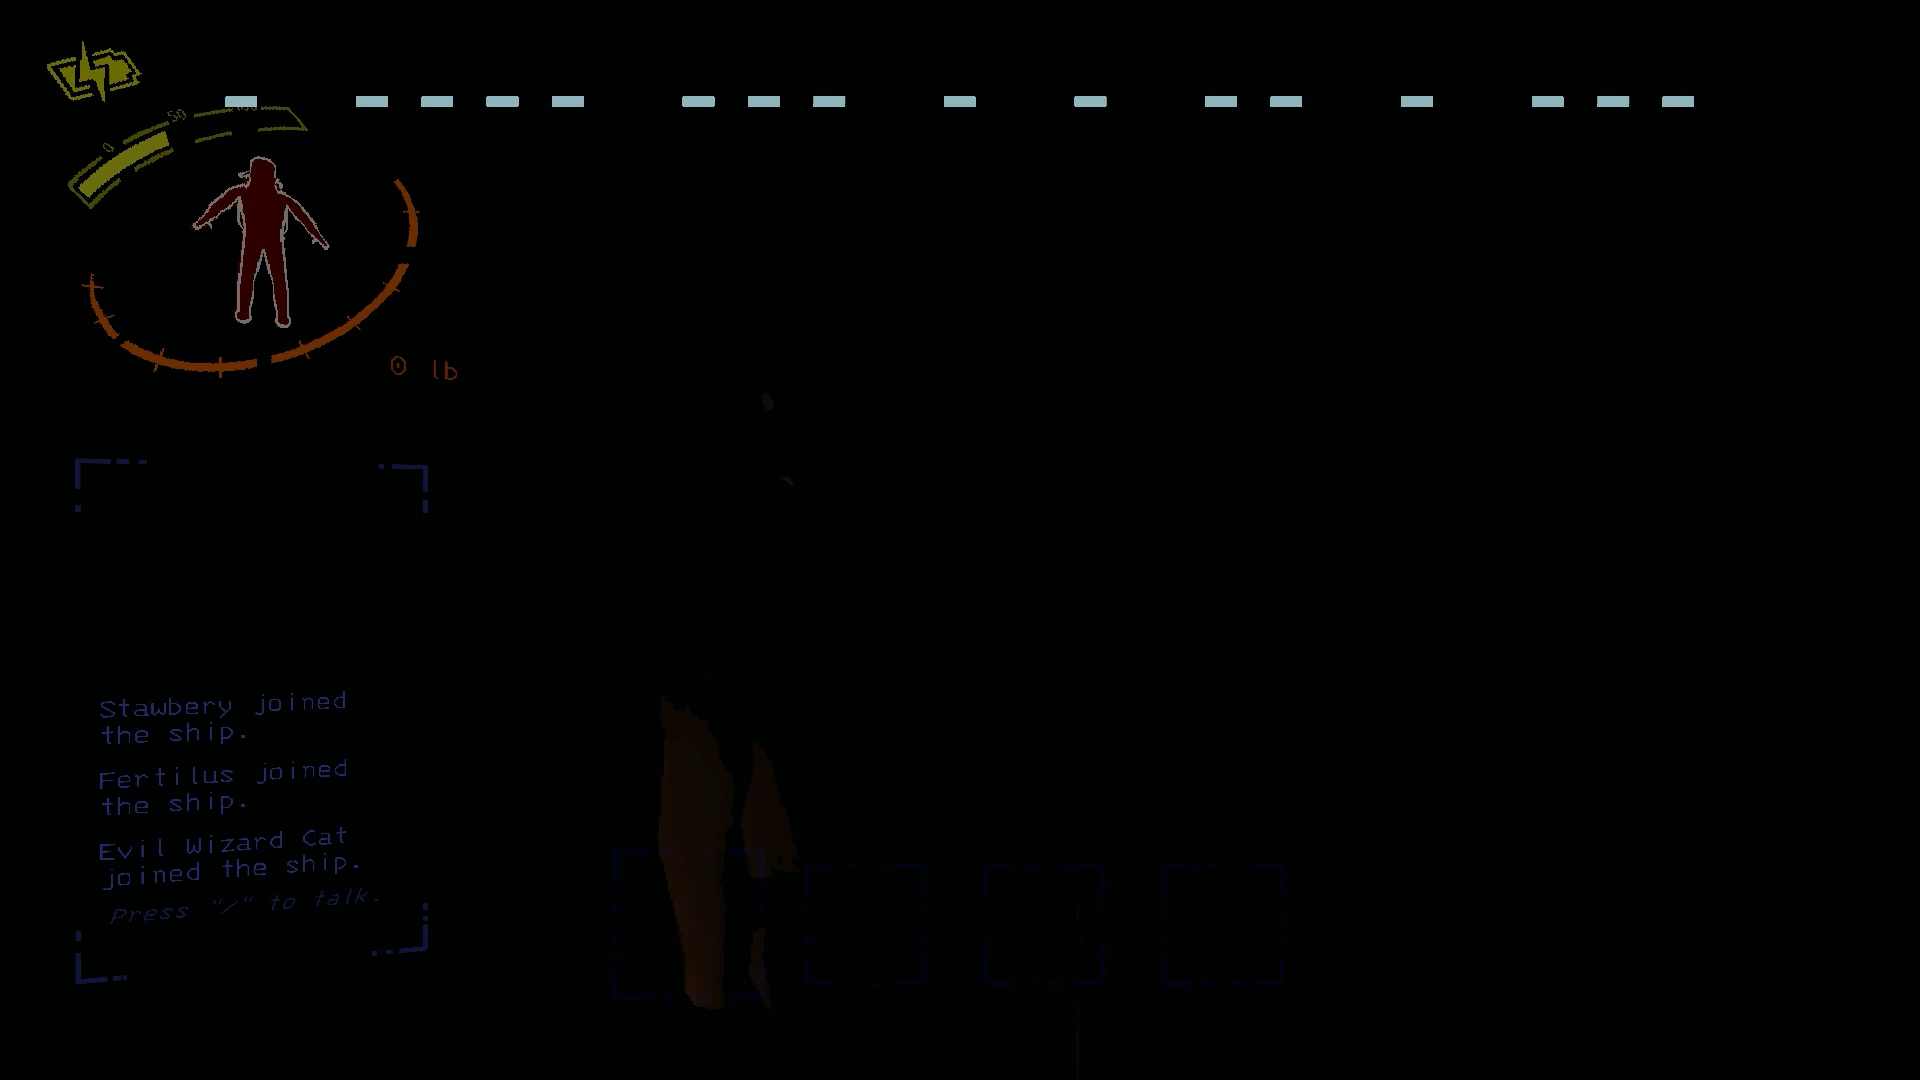 0 50 100
0 lb
Stawbery joined
the ship.
Fertilus joined
the ship.
Evil Wizard Cat
joined the ship.
Press "/" to talk.